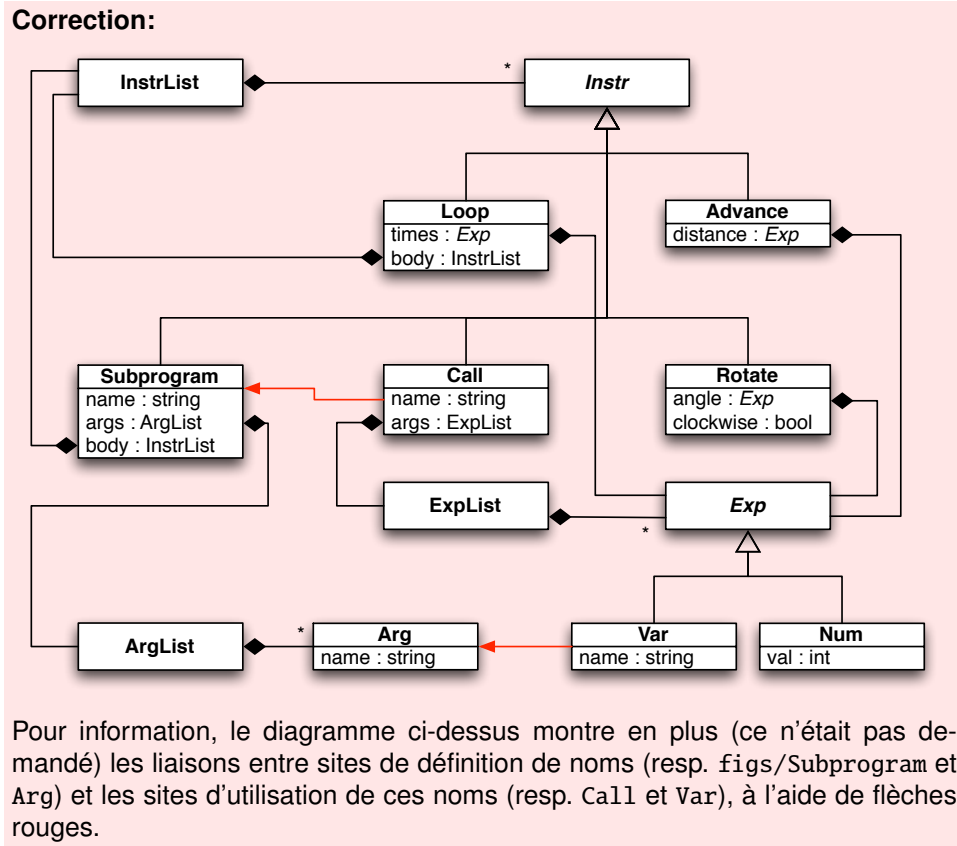 Correction:
InstrList
*
Instr
Loop
times : Exp
body : InstrList
Advance
distance : Exp
Subprogram
name : string
args : ArgList
body : InstrList
Call
name : string
args : ExpList
Rotate
angle : Exp
clockwise : bool
ExpList
*
Exp
ArgList
*
Arg
name : string
Var
name : string
Num
val : int
Pour information, le diagramme ci-dessus montre en plus (ce n'était pas de-
mandé) les liaisons entre sites de définition de noms (resp. figs/Subprogram et
Arg) et les sites d'utilisation de ces noms (resp. Call et Var), à l'aide de flèches
rouges.